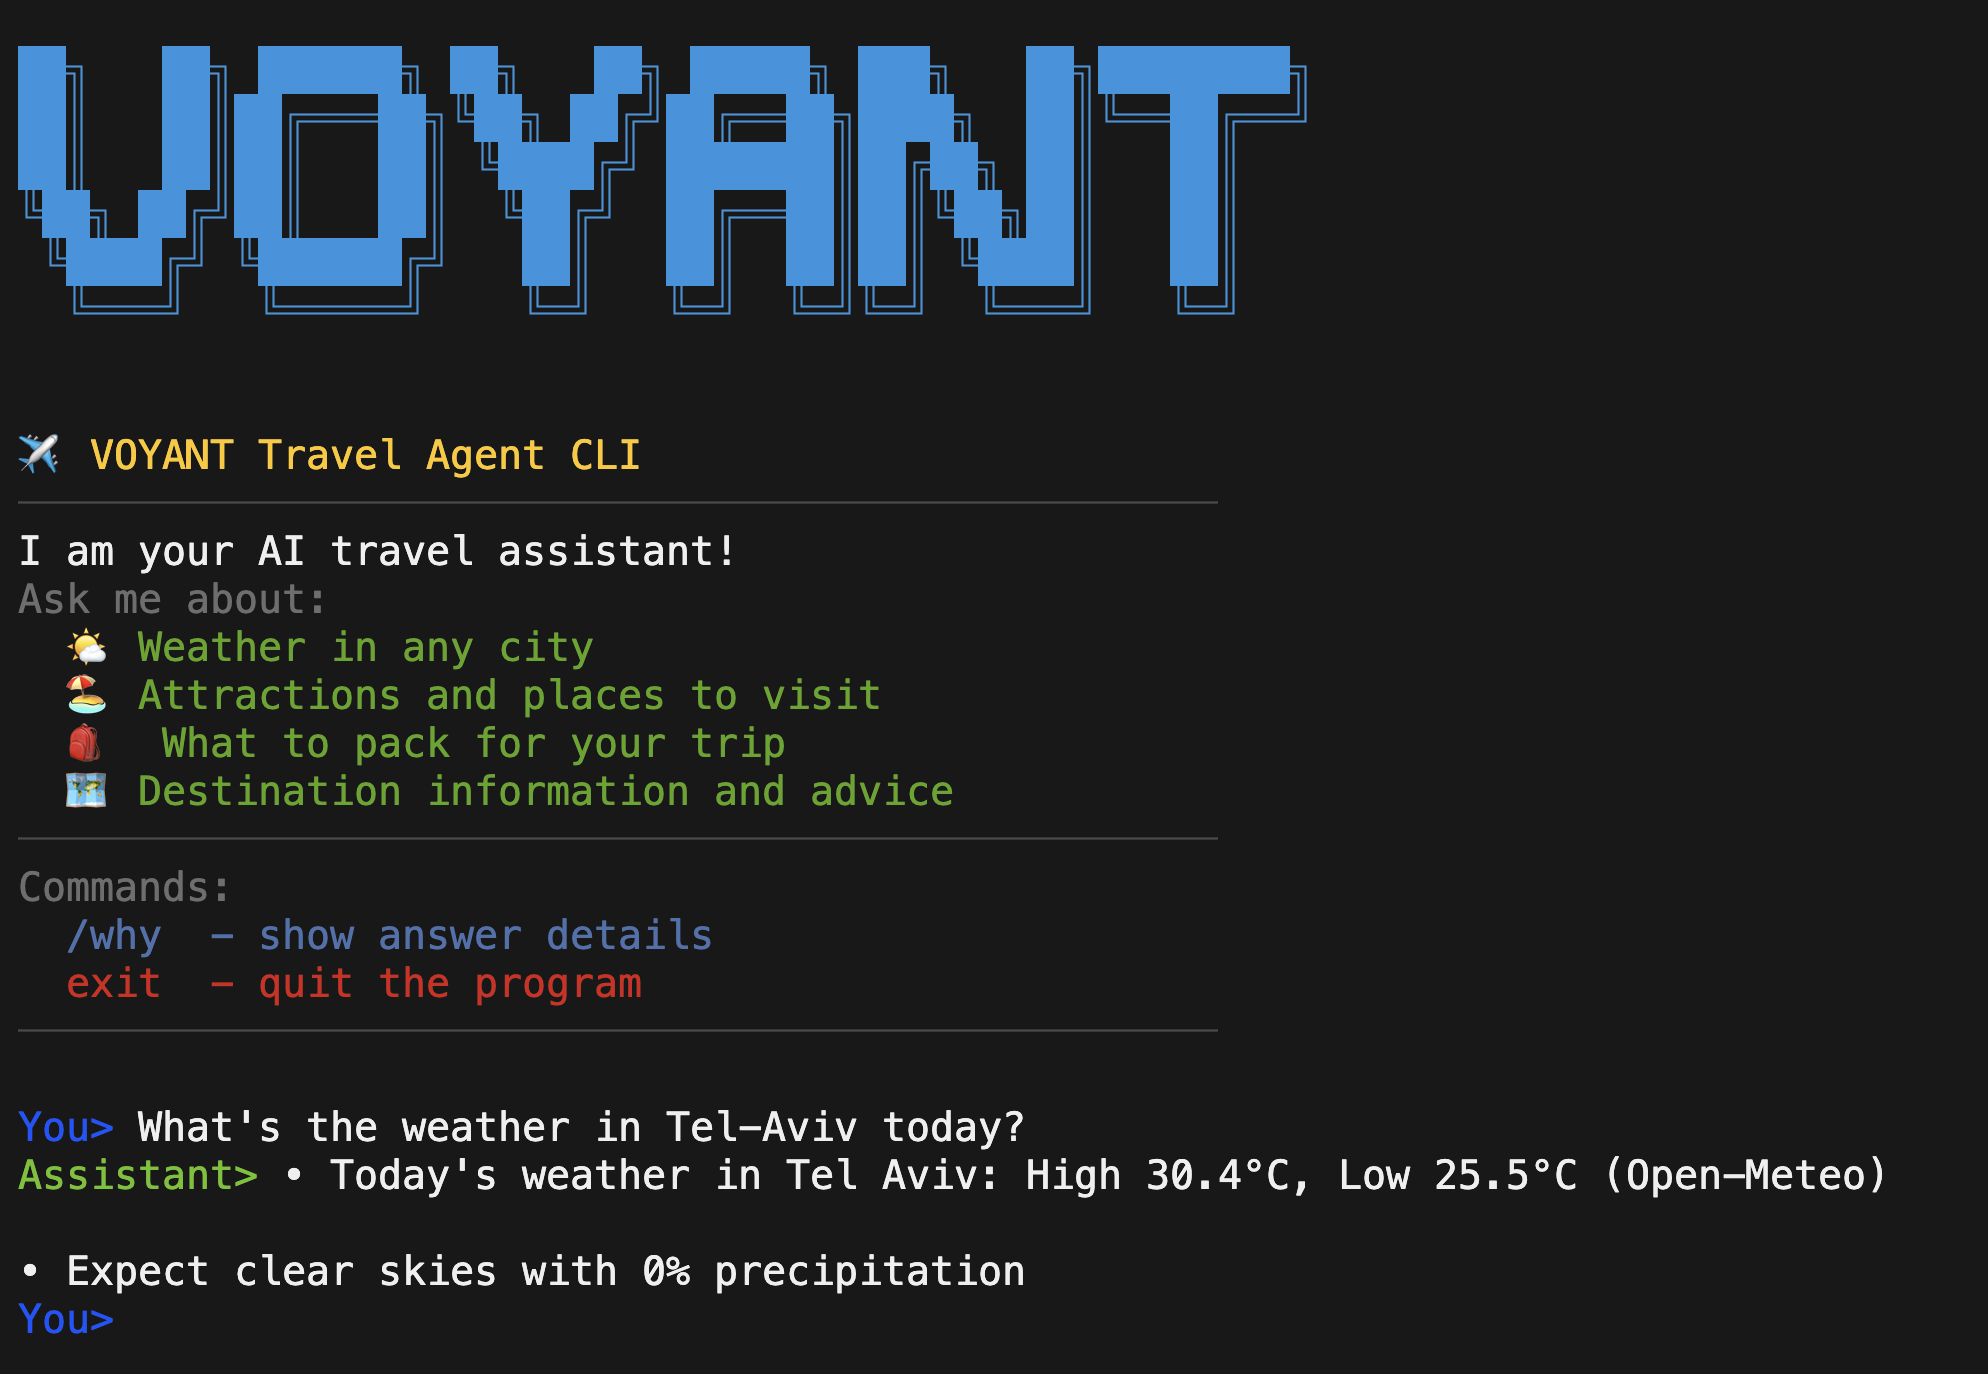 VOYANT
✈️ VOYANT Travel Agent CLI
I am your AI travel assistant!
Ask me about:
🌤️ Weather in any city
🏖️ Attractions and places to visit
🎒 What to pack for your trip
🗺️ Destination information and advice
Commands:
/why – show answer details
exit – quit the program
You> What's the weather in Tel-Aviv today?
Assistant> • Today's weather in Tel Aviv: High 30.4°C, Low 25.5°C (Open-Meteo)
• Expect clear skies with 0% precipitation
You>